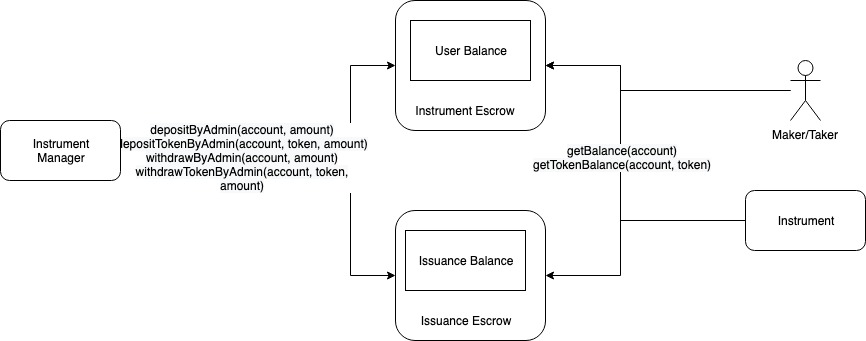 User Balance
Instrument Escrow
Instrument
Manager
depositByAdmin(account, amount)
depositTokenByAdmin(account, token, amount)
withdrawByAdmin(account, amount)
withdrawTokenByAdmin(account, token,
amount)
Maker/Taker
getBalance(account)
getTokenBalance(account, token)
Instrument
Issuance Balance
Issuance Escrow